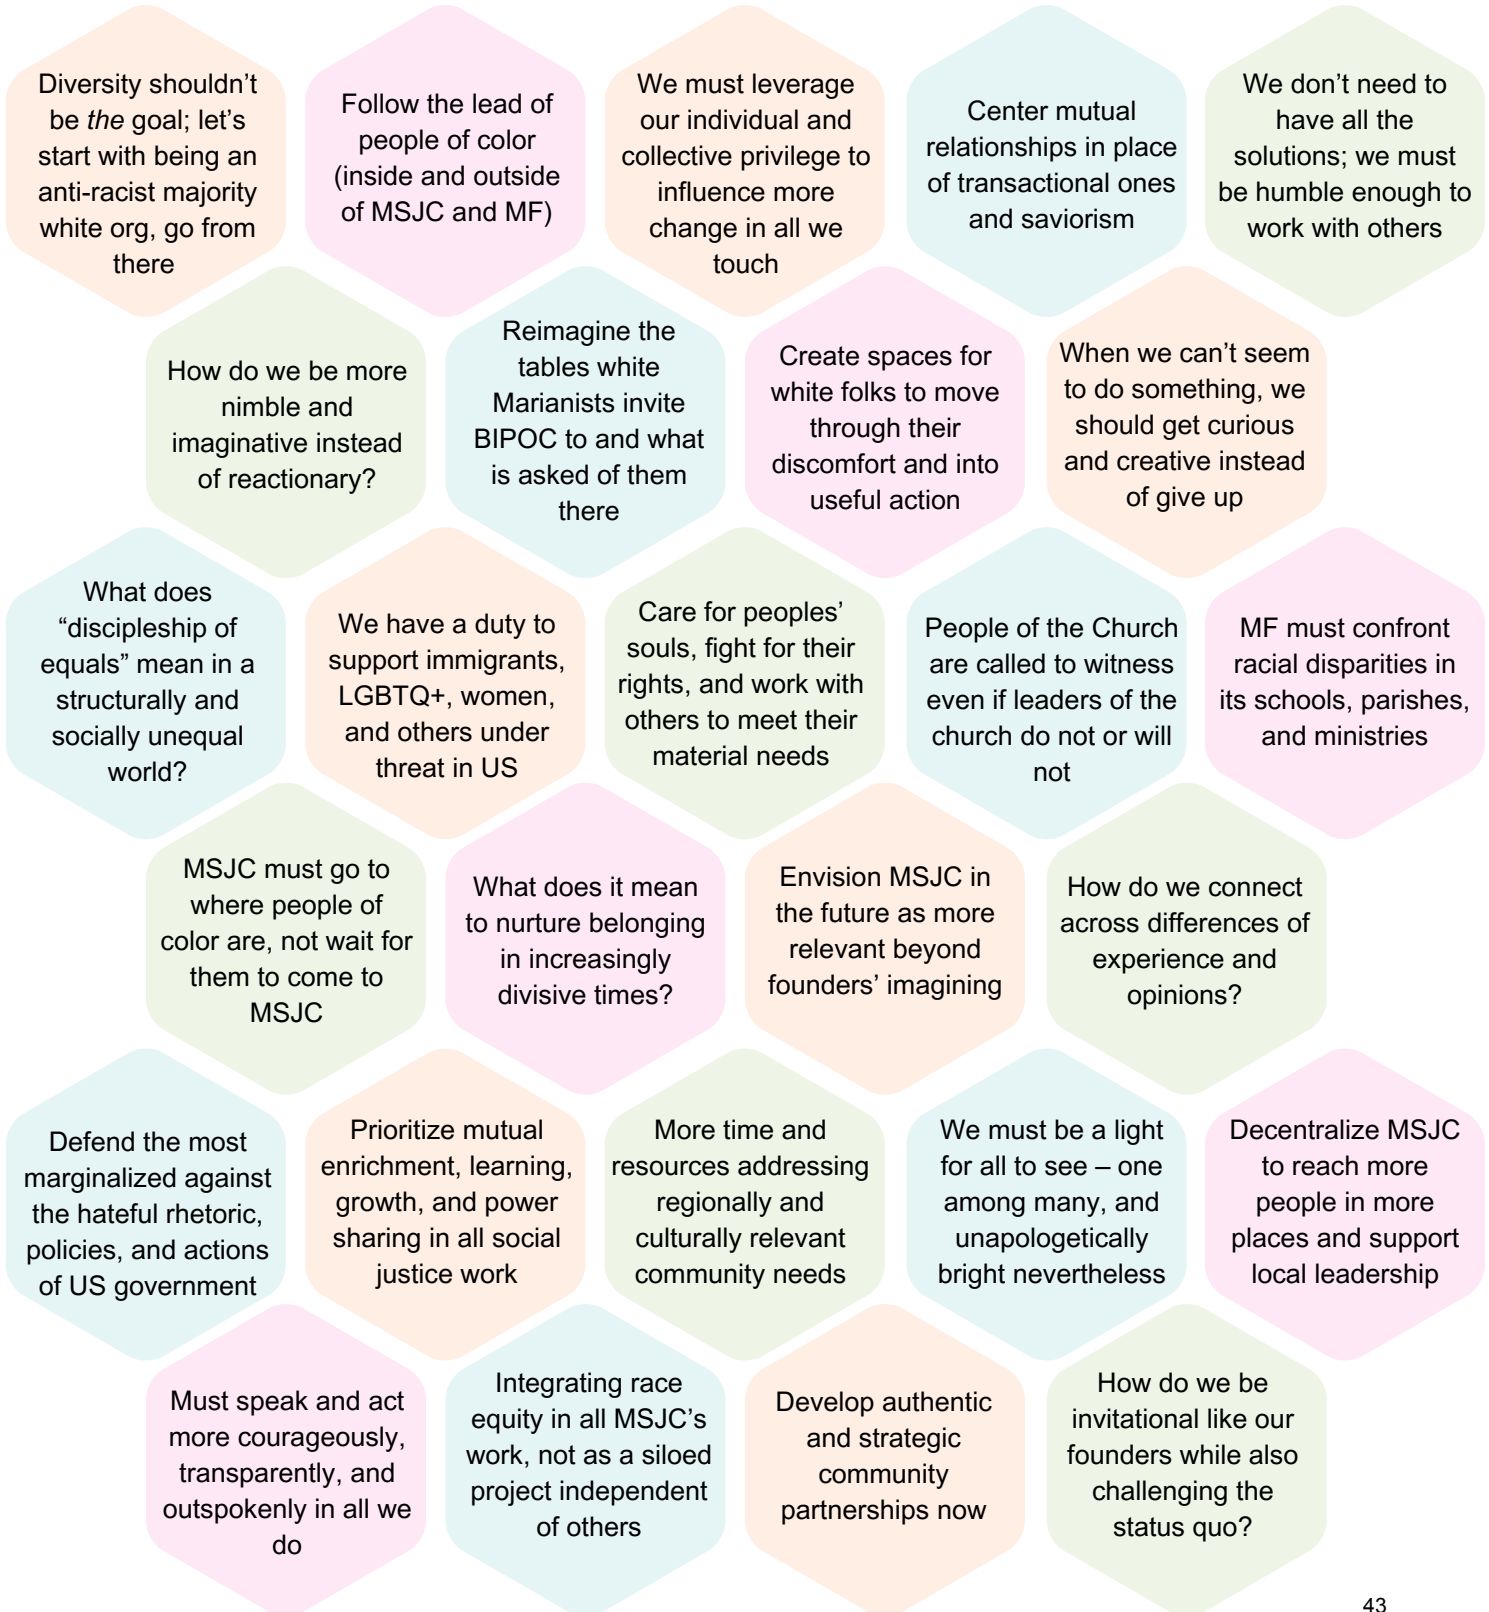 Diversity shouldn’t
be the goal; let’s
start with being an
anti-racist majority
white org, go from
there
Follow the lead of
people of color
(inside and outside
of MSJC and MF)
We must leverage
our individual and
collective privilege to
influence more
change in all we
touch
Center mutual
relationships in place
of transactional ones
and saviorism
We don’t need to
have all the
solutions; we must
be humble enough to
work with others
How do we be more
nimble and
imaginative instead
of reactionary?
Reimagine the
tables white
Marianists invite
BIPOC to and what
is asked of them
there
Create spaces for
white folks to move
through their
discomfort and into
useful action
When we can’t seem
to do something, we
should get curious
and creative instead
of give up
What does
“discipleship of
equals” mean in a
structurally and
socially unequal
world?
We have a duty to
support immigrants,
LGBTQ+, women,
and others under
threat in US
Care for peoples’
souls, fight for their
rights, and work with
others to meet their
material needs
People of the Church
are called to witness
even if leaders of the
church do not or will
not
MF must confront
racial disparities in
its schools, parishes,
and ministries
MSJC must go to
where people of
color are, not wait for
them to come to
MSJC
What does it mean
to nurture belonging
in increasingly
divisive times?
Envision MSJC in
the future as more
relevant beyond
founders’ imagining
How do we connect
across differences of
experience and
opinions?
Defend the most
marginalized against
the hateful rhetoric,
policies, and actions
of US government
Prioritize mutual
enrichment, learning,
growth, and power
sharing in all social
justice work
More time and
resources addressing
regionally and
culturally relevant
community needs
We must be a light
for all to see – one
among many, and
unapologetically
bright nevertheless
Decentralize MSJC
to reach more
people in more
places and support
local leadership
Must speak and act
more courageously,
transparently, and
outspokenly in all we
do
Integrating race
equity in all MSJC’s
work, not as a siloed
project independent
of others
Develop authentic
and strategic
community
partnerships now
How do we be
invitational like our
founders while also
challenging the
status quo?
43